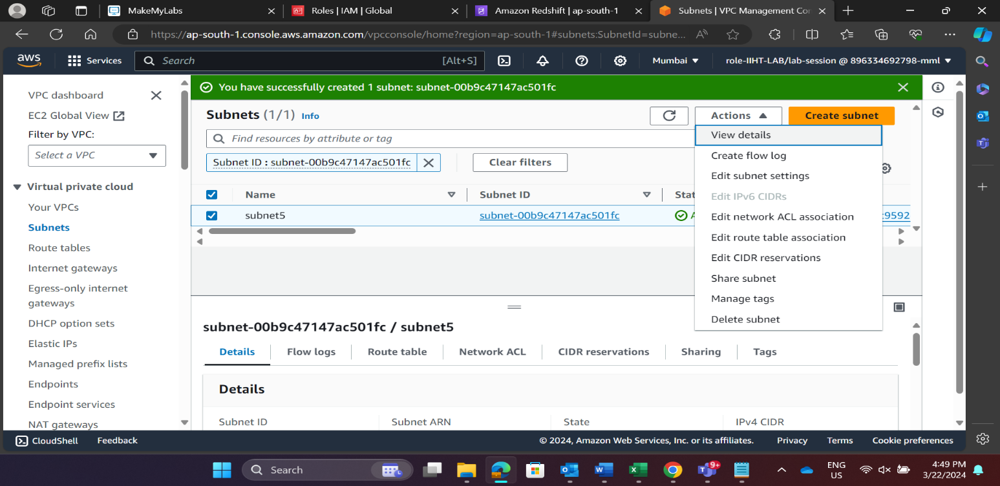 MakeMyLabs
Roles | IAM | Global
Amazon Redshift | ap-south-1
Subnets | VPC Management Cor
https://ap-south-1.console.aws.amazon.com/vpcconsole/home?region=ap-south-1#subnets:SubnetId=subne...
aws
Services
Search
[Alt+S]
Mumbai
role-IIHT-LAB/lab-session @ 896334692798-mml
VPC dashboard
EC2 Global View
Filter by VPC:
Select a VPC
Virtual private cloud
Your VPCs
Subnets
Route tables
Internet gateways
Egress-only internet
gateways
DHCP option sets
Elastic IPs
Managed prefix lists
Endpoints
Endpoint services
NAT gateways
You have successfully created 1 subnet: subnet-00b9c47147ac501fc
Subnets (1/1) Info
Actions
Create subnet
Find resources by attribute or tag
Subnet ID : subnet-00b9c47147ac501fc
Clear filters
Name
Subnet ID
Stat
subnet5
subnet-00b9c47147ac501fc
A
:9592
View details
Create flow log
Edit subnet settings
Edit IPv6 CIDRs
Edit network ACL association
Edit route table association
Edit CIDR reservations
Share subnet
Manage tags
Delete subnet
subnet-00b9c47147ac501fc / subnet5
Details
Flow logs
Route table
Network ACL
CIDR reservations
Sharing
Tags
Details
Subnet ID
Subnet ARN
State
IPv4 CIDR
CloudShell
Feedback
© 2024, Amazon Web Services, Inc. or its affiliates.
Privacy
Terms
Cookie preferences
Search
9+
ENG
US
4:49 PM
3/22/2024